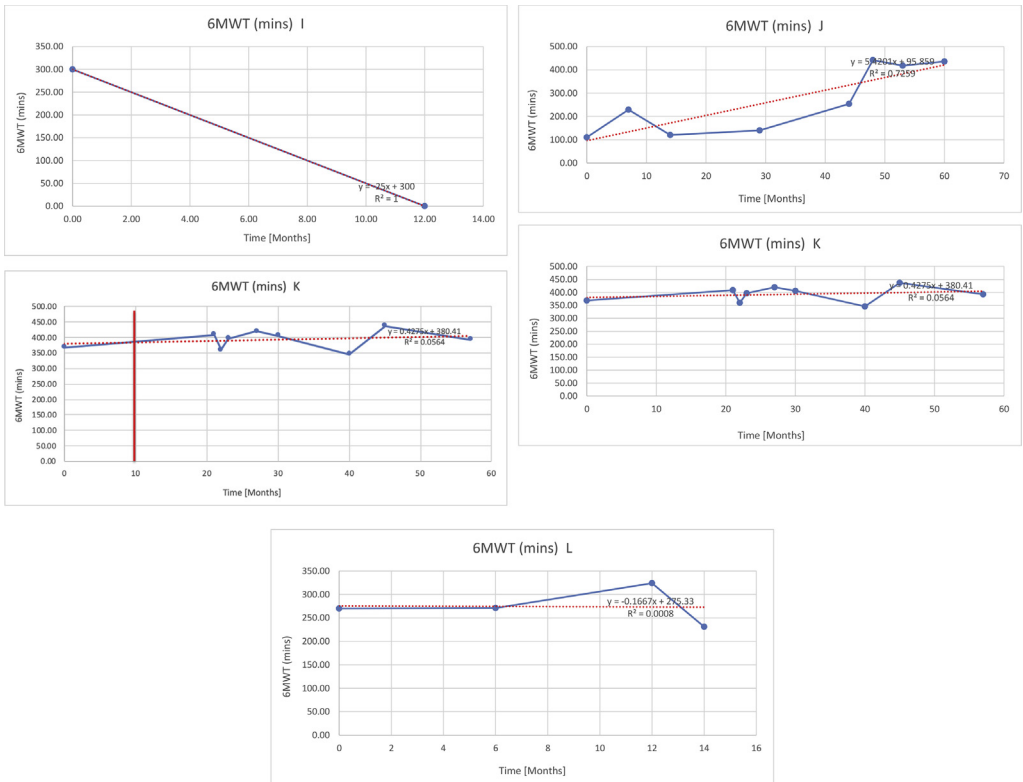 6MWT (mins) I
350.00
300.00
250.00
200.00
150.00
100.00
50.00
0.00
6MWT (mins)
y = -25x + 300
R² = 1
0.00 2.00 4.00 6.00 8.00 10.00 12.00 14.00
Time [Months]
6MWT (mins) J
500.00
400.00
300.00
200.00
100.00
0.00
6MWT (mins)
y = 5.4201x + 95.859
R² = 0.7259
0 10 20 30 40 50 60 70
Time [Months]
6MWT (mins) K
500.00
450.00
400.00
350.00
400.00
450.00
300.00
250.00
200.00
150.00
100.00
50.00
0.00
6MWT (mins)
y = 0.4275x + 380.41
R² = 0.0564
0 10 20 30 40 50 60
Time [Months]
6MWT (mins) K
500.00
450.00
400.00
350.00
300.00
250.00
200.00
150.00
100.00
50.00
0.00
6MWT (mins)
y = 0.4275x + 380.41
R² = 0.0564
0 10 20 30 40 50 60
Time [Months]
6MWT (mins) L
350.00
300.00
250.00
200.00
150.00
100.00
50.00
0.00
6MWT (mins)
y = -0.1667x + 275.33
R² = 0.0008
0 2 4 6 8 10 12 14 16
Time [Months]